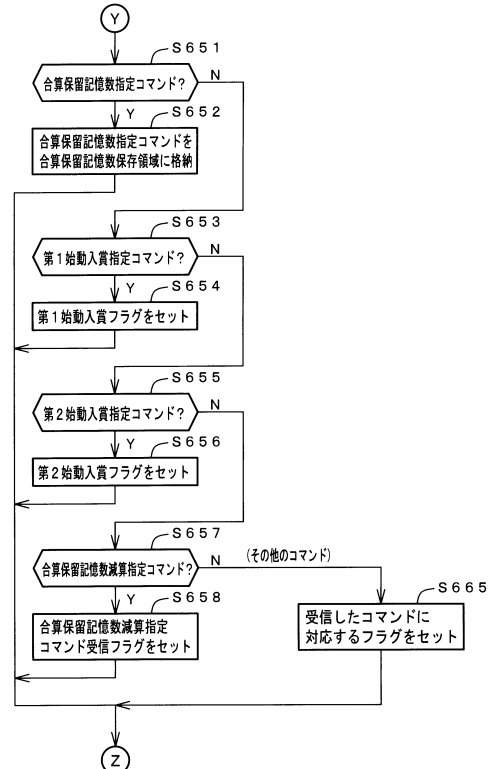 Y
S651
合算保留記憶数指定コマンド?
N
Y
S652
合算保留記憶数指定コマンドを
合算保留記憶数保存領域に格納
S653
第1始動入賞指定コマンド?
N
Y
S654
第1始動入賞フラグをセット
S655
第2始動入賞指定コマンド?
N
Y
S656
第2始動入賞フラグをセット
S657
合算保留記憶数減算指定コマンド?
N
(その他のコマンド)
Y
S658
合算保留記憶数減算指定
コマンド受信フラグをセット
S665
受信したコマンドに
対応するフラグをセット
Z